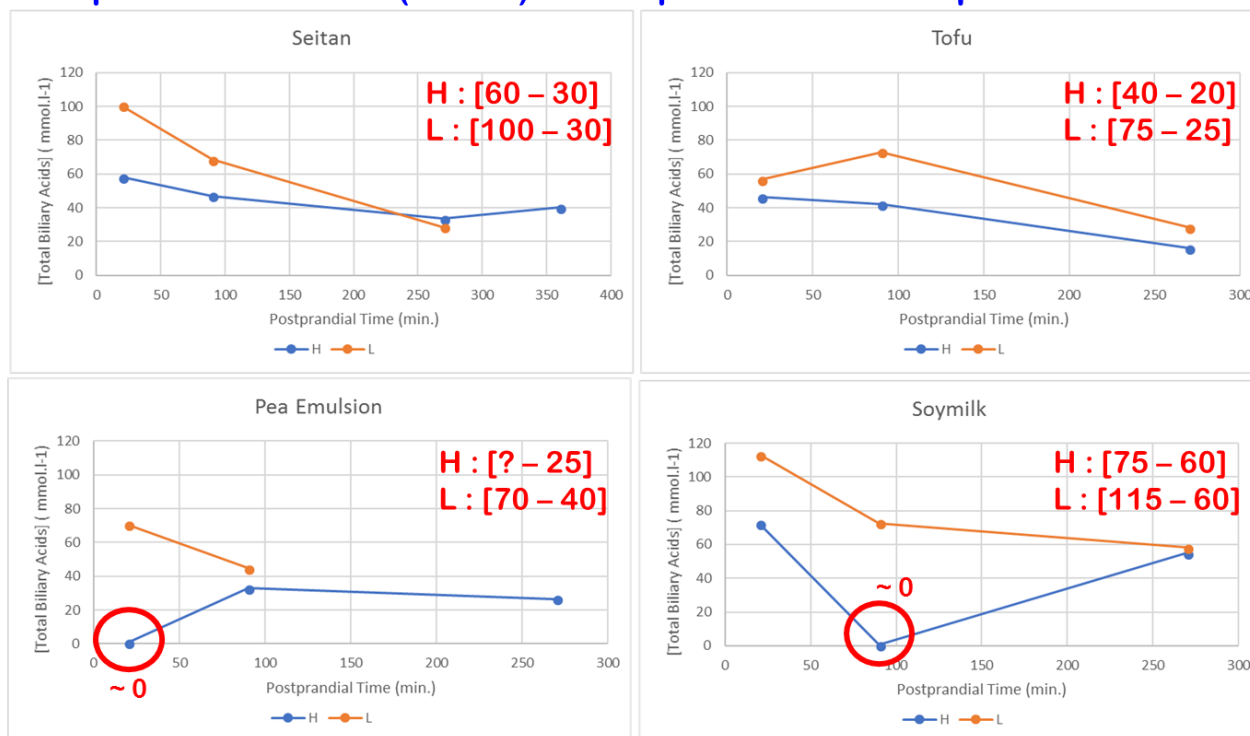 Seitan
H : [60 – 30]
L : [100 – 30]
120
100
80
60
40
20
0
[Total Biliary Acids] ( mmol.l-1)
0 50 100 150 200 250 300 350 400
Postprandial Time (min.)
H L
Tofu
H : [40 – 20]
L : [75 – 25]
120
100
80
60
40
20
0
[Total Biliary Acids] ( mmol.l-1)
0 50 100 150 200 250 300
Postprandial Time (min.)
H L
Pea Emulsion
H : [? – 25]
L : [70 – 40]
120
100
80
60
40
20
0
[Total Biliary Acids] ( mmol.l-1)
0 50 100 150 200 250 300
~ 0
Postprandial Time (min.)
H L
Soymilk
H : [75 – 60]
L : [115 – 60]
120
100
80
60
40
20
0
[Total Biliary Acids] ( mmol.l-1)
~ 0
0 50 100 150 200 250 300
Postprandial Time (min.)
H L